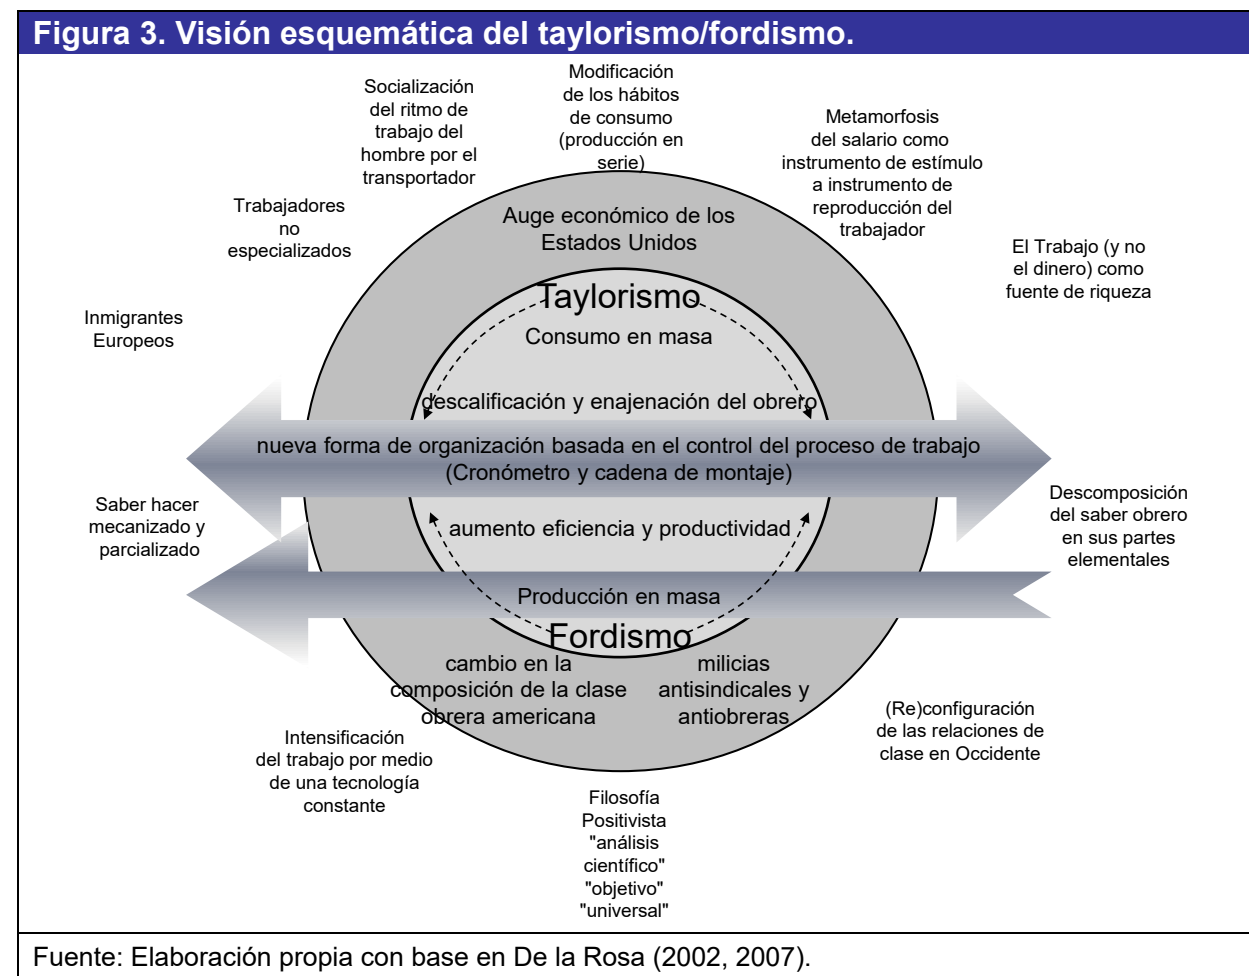 Figura 3. Visión esquemática del taylorismo/fordismo.
Modificación
de los hábitos
de consumo
(producción en
serie)
Socialización
del ritmo de
trabajo del
hombre por el
transportador
Metamorfosis
del salario como
instrumento de estímulo
a instrumento de
reproducción del
trabajador
Trabajadores
no
especializados
El Trabajo (y no
el dinero) como
fuente de riqueza
Inmigrantes
Europeos
Auge económico de los
Estados Unidos
Taylorismo
Consumo en masa
descalificación y enajenación del obrero
nueva forma de organización basada en el control del proceso de trabajo
(Cronómetro y cadena de montaje)
Saber hacer
mecanizado y
parcializado
Descomposición
del saber obrero
en sus partes
elementales
aumento eficiencia y productividad
Producción en masa
Fordismo
cambio en la
composición de la clase
obrera americana
milicias
antisindicales y
antiobreras
(Re)configuración
de las relaciones de
clase en Occidente
Intensificación
del trabajo por medio
de una tecnología
constante
Filosofía
Positivista
"análisis
científico"
"objetivo"
"universal"
Fuente: Elaboración propia con base en De la Rosa (2002, 2007).